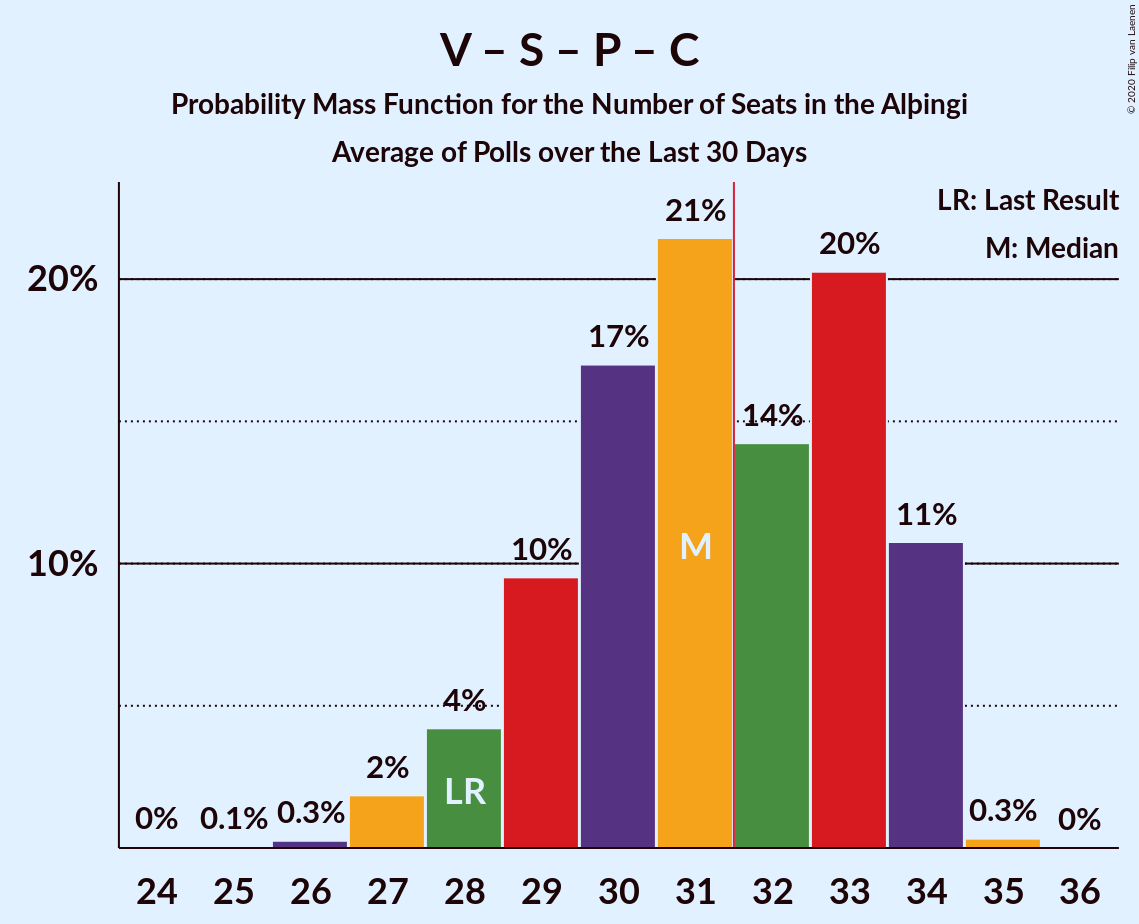 V – S – P – C
Probability Mass Function for the Number of Seats in the Alþingi
Average of Polls over the Last 30 Days
© 2020 Filip van Laenen
LR: Last Result
M: Median
20%
10%
0%
0.1%
0.3%
2%
4%
10%
17%
21%
14%
20%
11%
0.3%
0%
LR
M
24 25 26 27 28 29 30 31 32 33 34 35 36